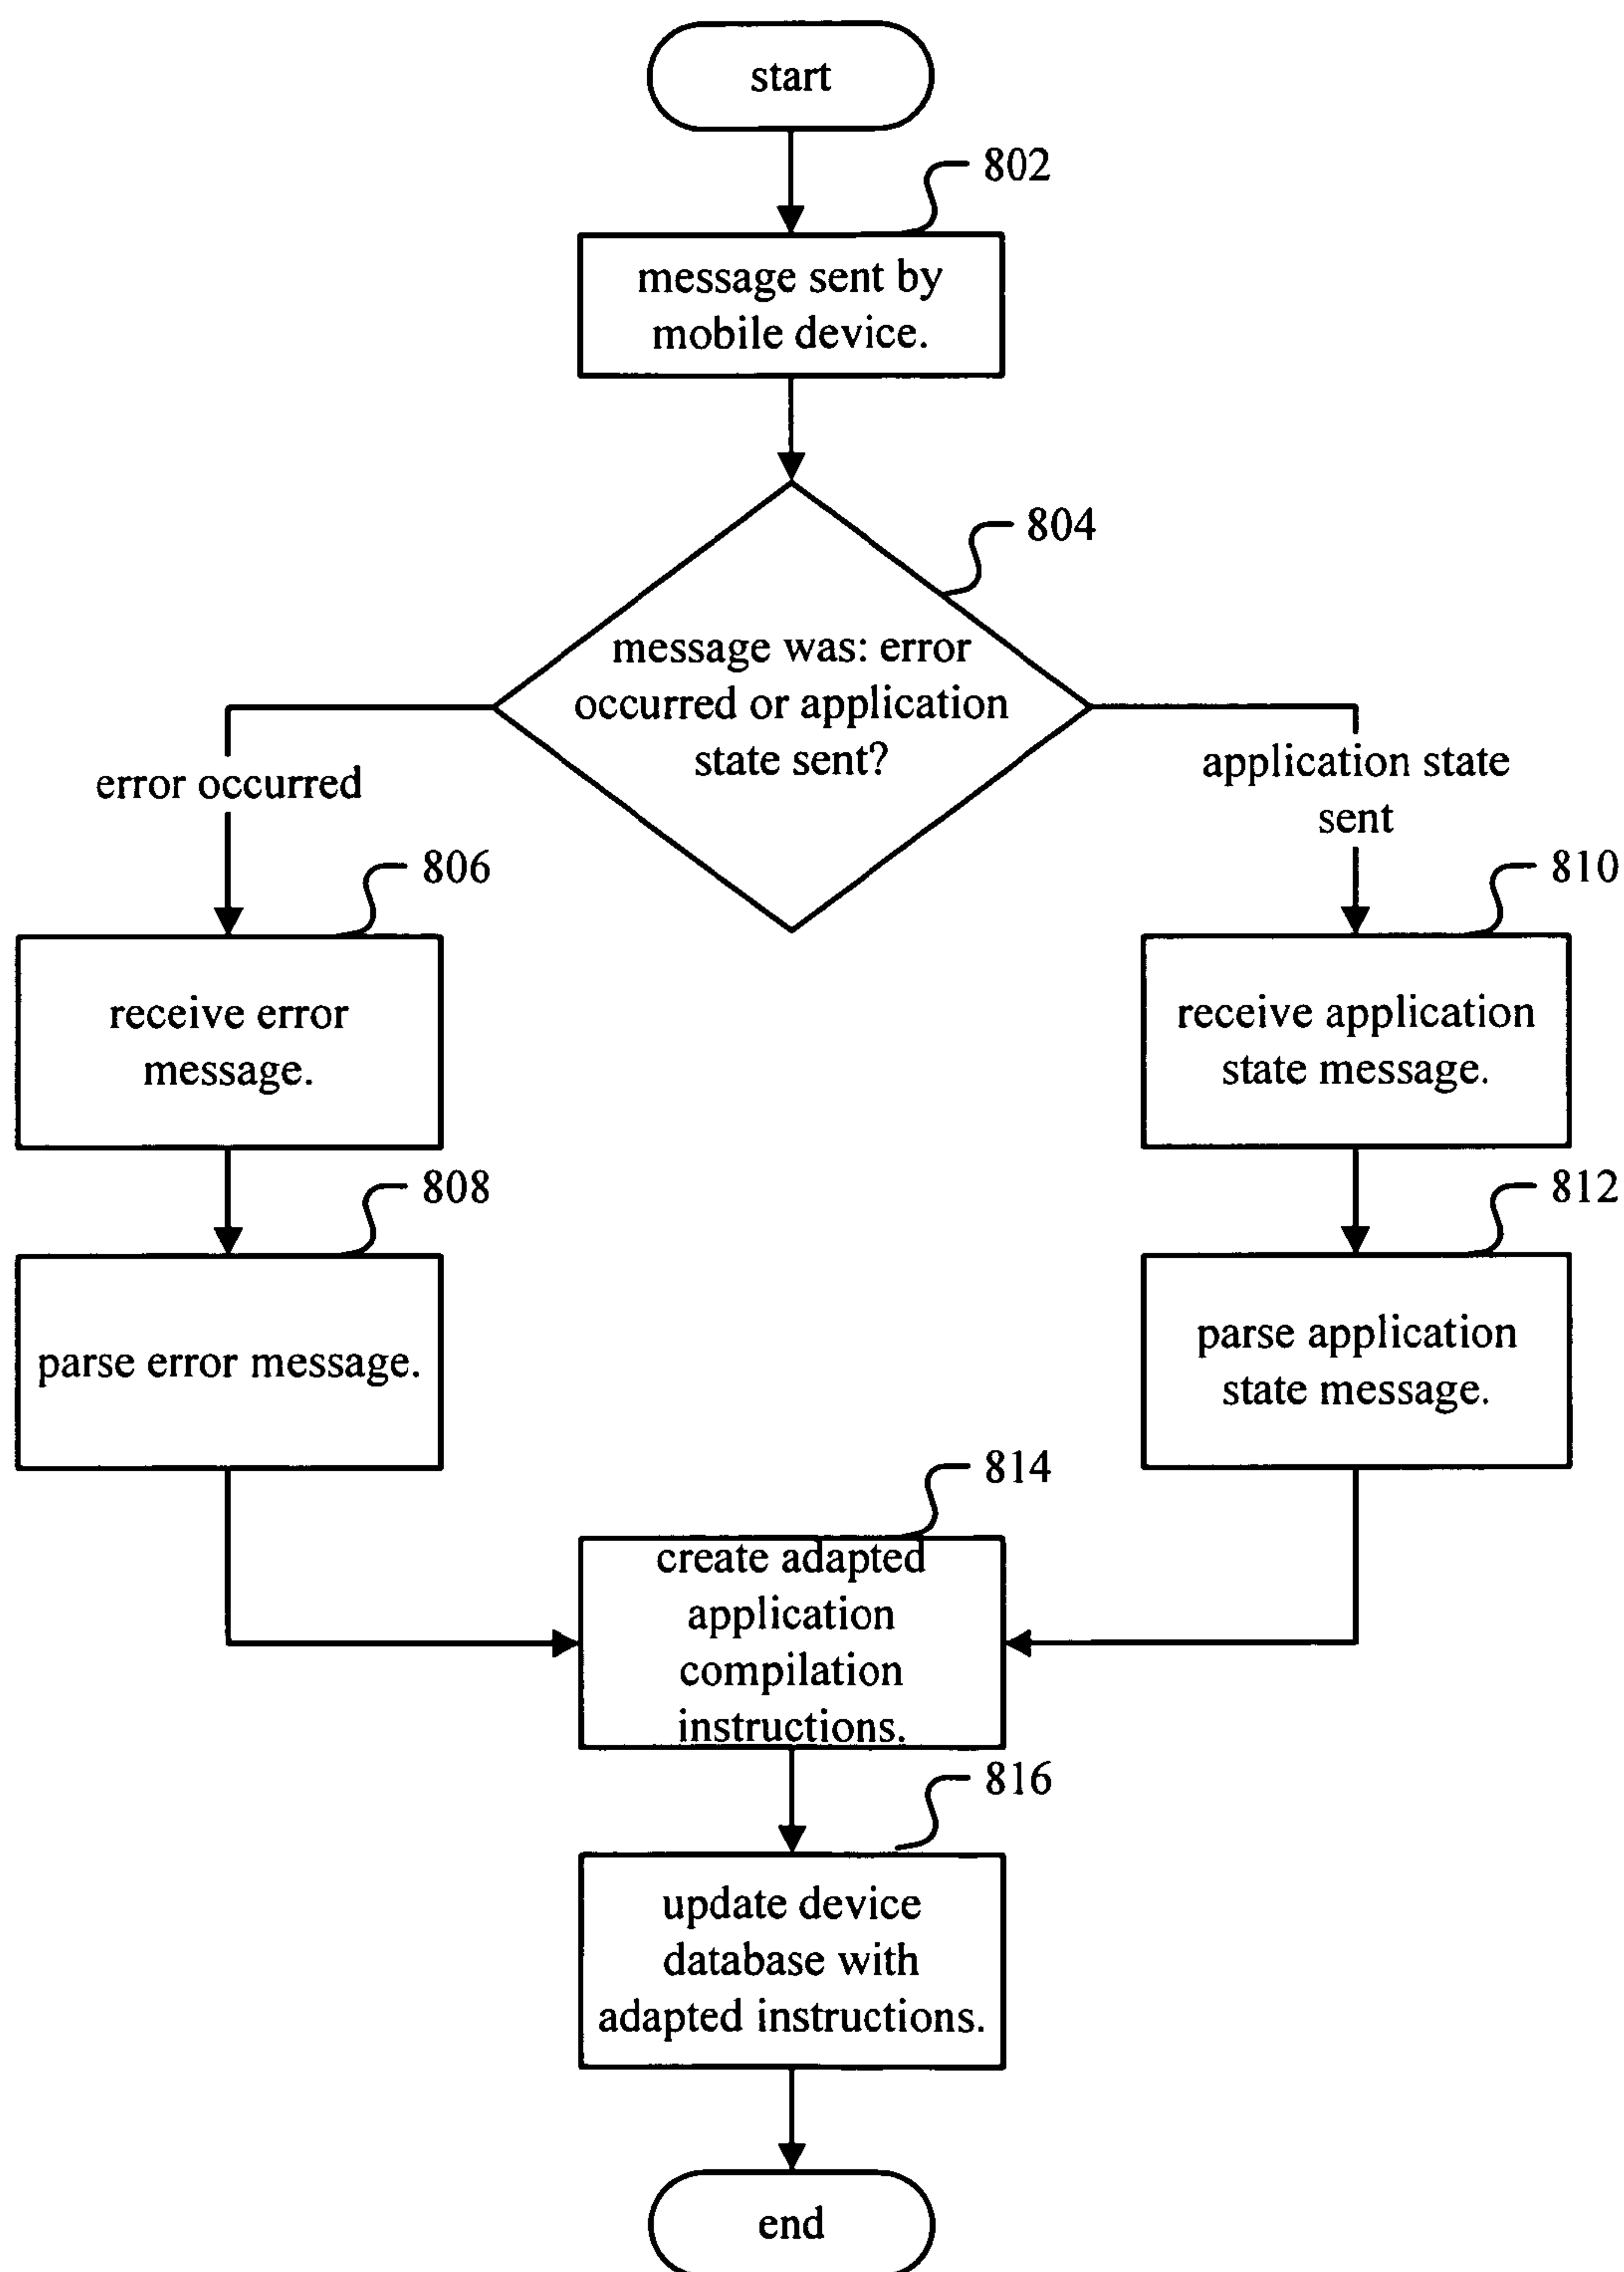 start
802
message sent by
mobile device.
804
message was: error
occurred or application
state sent?
error occurred
application state
sent
806
receive error
message.
810
receive application
state message.
808
parse error message.
812
parse application
state message.
814
create adapted
application
compilation
instructions.
816
update device
database with
adapted instructions.
end